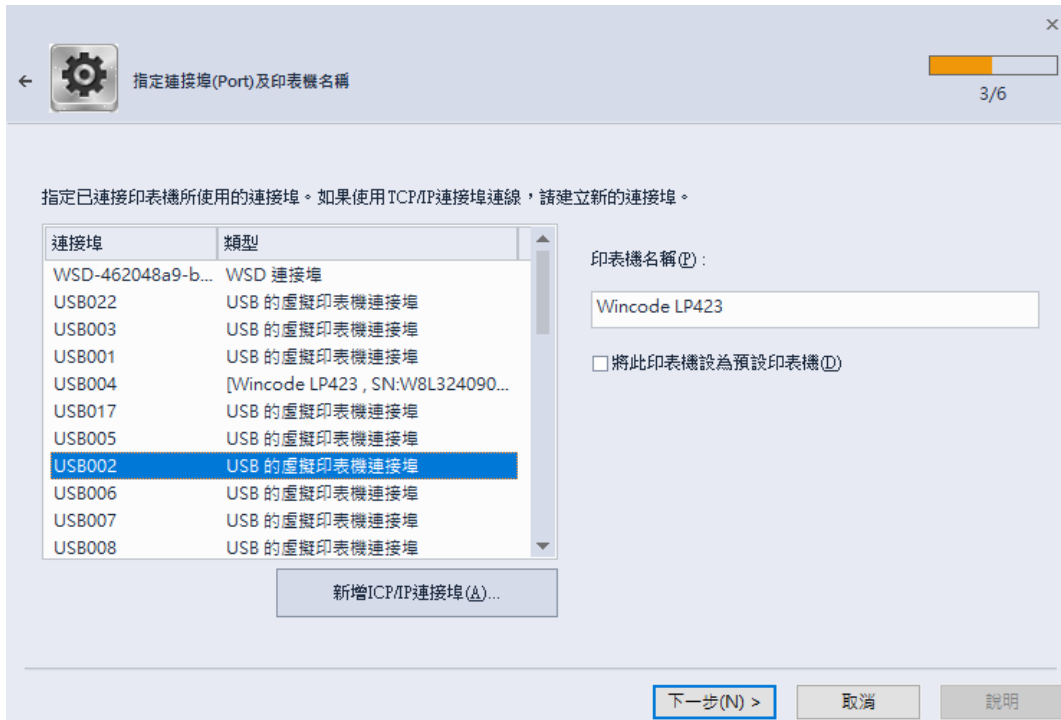 指定連接埠(Port)及印表機名稱
3/6
指定已連接印表機所使用的連接埠。如果使用TCP/IP連接埠連線，請建立新的連接埠。
連接埠 類型
WSD-462048a9-b... WSD 連接埠
USB022 USB 的虛擬印表機連接埠
USB003 USB 的虛擬印表機連接埠
USB001 USB 的虛擬印表機連接埠
USB004 [Wincode LP423 , SN:W8L324090...
USB017 USB 的虛擬印表機連接埠
USB005 USB 的虛擬印表機連接埠
USB002 USB 的虛擬印表機連接埠
USB006 USB 的虛擬印表機連接埠
USB007 USB 的虛擬印表機連接埠
USB008 USB 的虛擬印表機連接埠
新增ICP/IP連接埠(A)...
印表機名稱(P) :
Wincode LP423
將此印表機設為預設印表機(D)
下一步(N) > 取消 說明